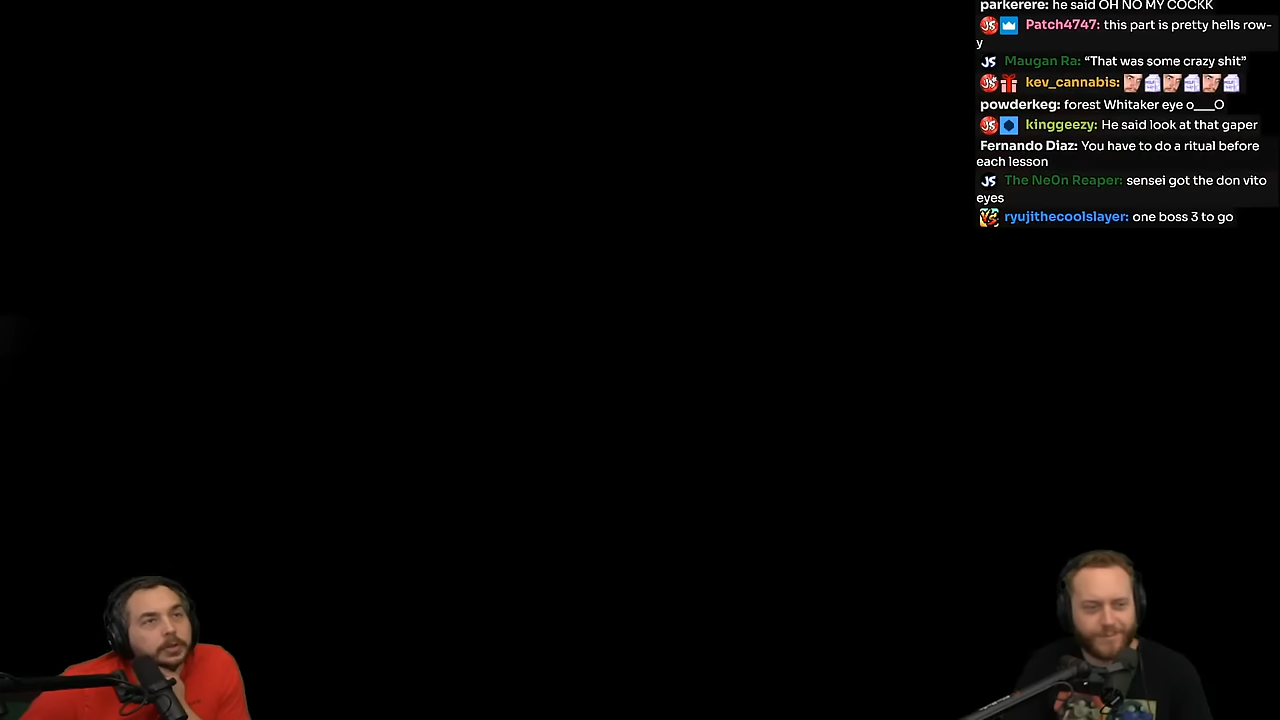 parkerere: he said OH NO MY COCKK
Patch4747: this part is pretty hells row-
y
Maugan Ra: “That was some crazy shit”
kev_cannabis:
powderkeg: forest Whitaker eye o___O
kinggeezy: He said look at that gaper
Fernando Diaz: You have to do a ritual before
each lesson
The Ne0n Reaper: sensei got the don vito
eyes
ryujithecoolslayer: one boss 3 to go